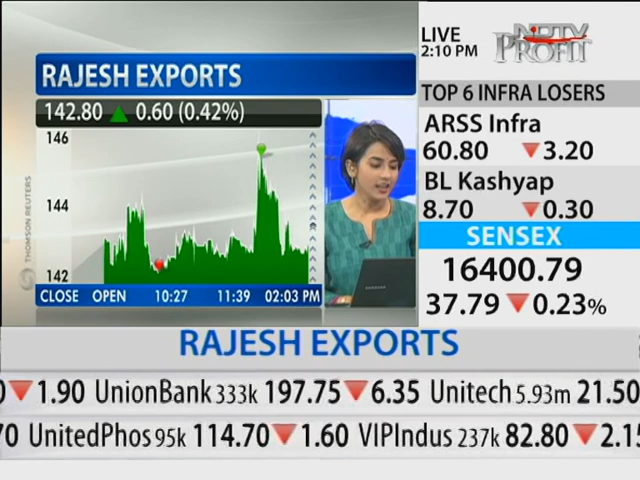 LIVE
2:10 PM
NDTV
PROFIT
RAJESH EXPORTS
142.80 ▲ 0.60 (0.42%)
146
144
142
THOMSON REUTERS
CLOSE OPEN 10:27 11:39 02:03 PM
SAMSUNG
TOP 6 INFRA LOSERS
ARSS Infra
60.80 ▼3.20
BL Kashyap
8.70 ▼0.30
SENSEX
16400.79
37.79 ▼0.23%
RAJESH EXPORTS
0▼1.90 UnionBank 333k 197.75▼6.35 Unitech 5.93m 21.50
70 UnitedPhos 95k 114.70▼1.60 VIPIndus 237k 82.80▼2.15